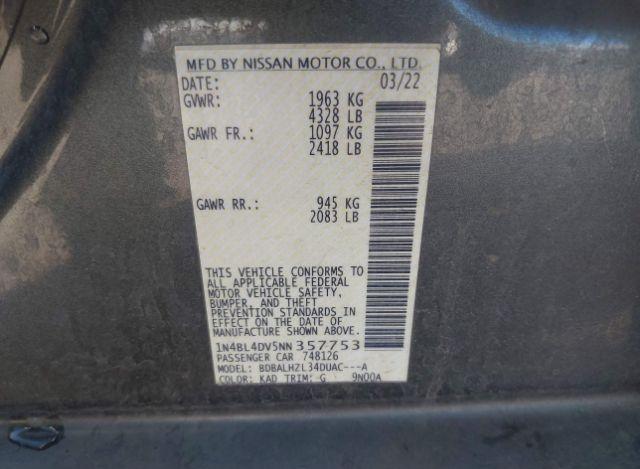 MFD BY NISSAN MOTOR CO., LTD.
DATE: 03/22
GVWR: 1963 KG
4328 LB
GAWR FR.: 1097 KG
2418 LB
GAWR RR.: 945 KG
2083 LB
THIS VEHICLE CONFORMS TO
ALL APPLICABLE FEDERAL
MOTOR VEHICLE SAFETY,
BUMPER, AND THEFT
PREVENTION STANDARDS IN
EFFECT ON THE DATE OF
MANUFACTURE SHOWN ABOVE.
1N4BL4DV5NN357753
PASSENGER CAR 748126
MODEL: BDBALHZL34DUAC---A
COLOR: KAD TRIM: G 9N00A